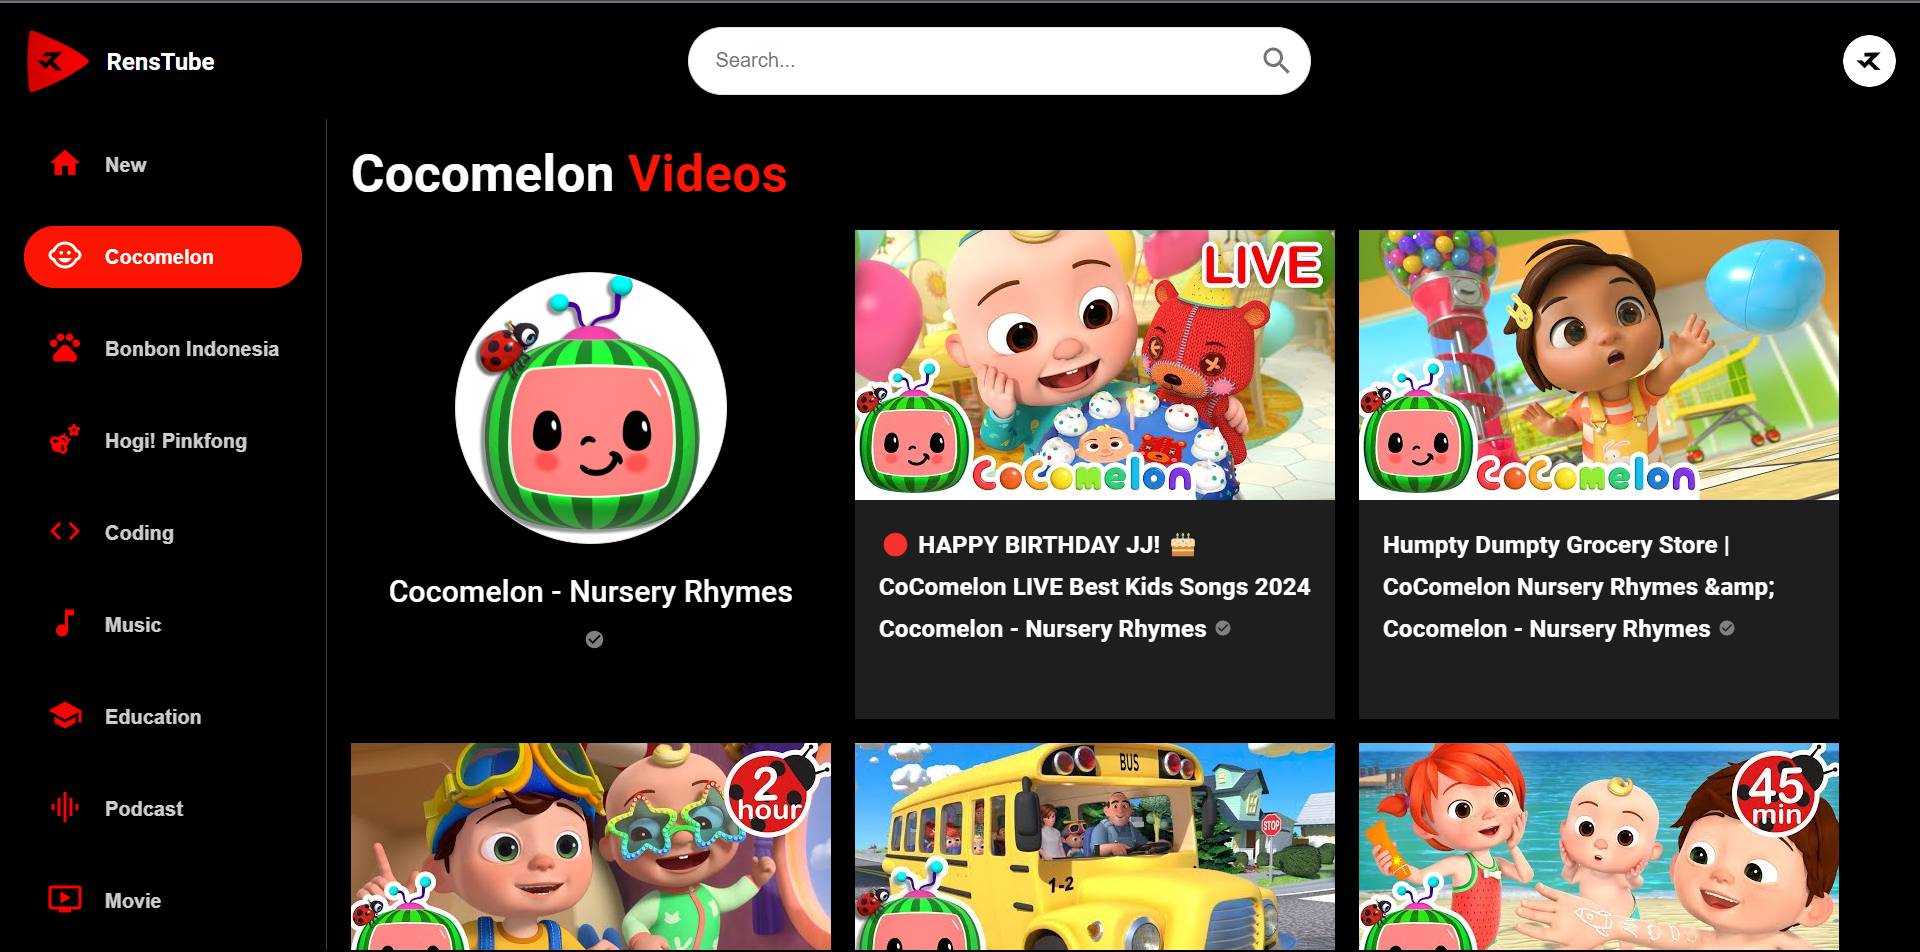 RensTube
Search...
New
Cocomelon
Bonbon Indonesia
Hogi! Pinkfong
Coding
Music
Education
Podcast
Movie
Cocomelon Videos
Cocomelon - Nursery Rhymes
LIVE
CoComelon
🔴 HAPPY BIRTHDAY JJ! 🎂
CoComelon LIVE Best Kids Songs 2024
Cocomelon - Nursery Rhymes
CoComelon
Humpty Dumpty Grocery Store |
CoComelon Nursery Rhymes &amp;amp;
Cocomelon - Nursery Rhymes
2
hour
BUS
STOP
1-2
45
min